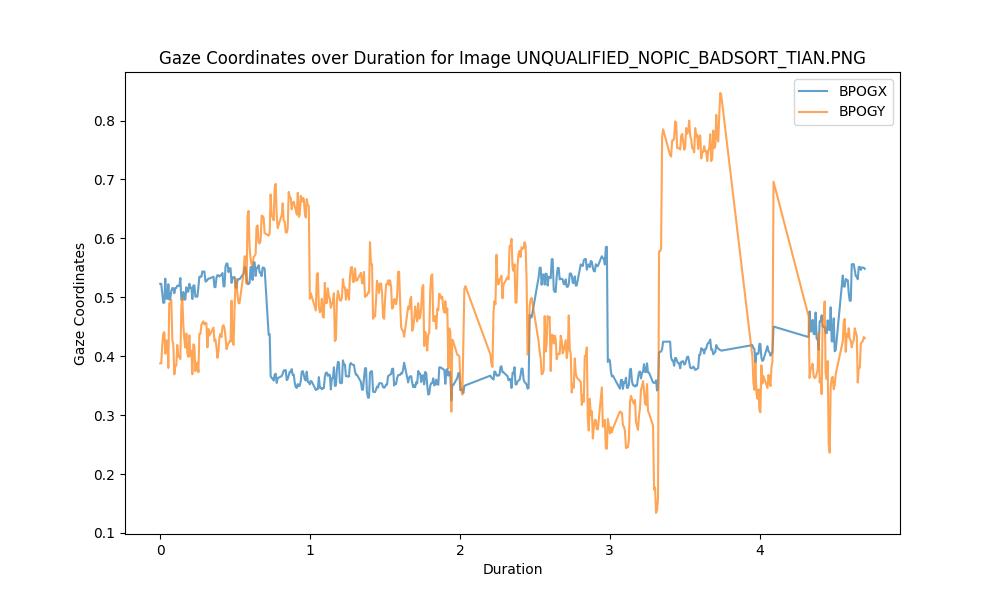 Gaze Coordinates over Duration for Image UNQUALIFIED_NOPIC_BADSORT_TIAN.PNG
BPOGX
BPOGY
0.8
0.7
0.6
0.5
0.4
0.3
0.2
0.1
Gaze Coordinates
0 1 2 3 4
Duration